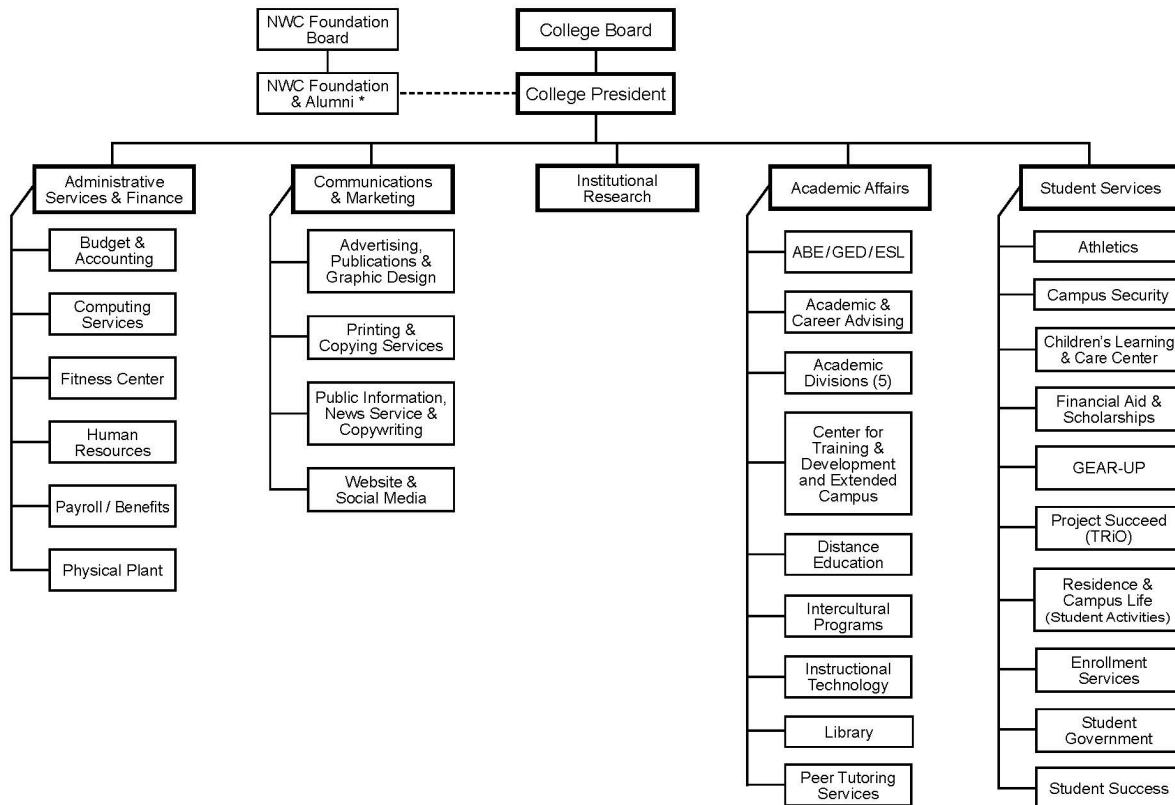 NWC Foundation
Board
College Board
NWC Foundation
& Alumni *
College President
Administrative
Services & Finance
Communications
& Marketing
Institutional
Research
Academic Affairs
Student Services
Budget &
Accounting
Computing
Services
Fitness Center
Human
Resources
Payroll / Benefits
Physical Plant
Advertising,
Publications &
Graphic Design
Printing &
Copying Services
Public Information,
News Service &
Copywriting
Website &
Social Media
ABE / GED / ESL
Academic &
Career Advising
Academic
Divisions (5)
Center for
Training &
Development
and Extended
Campus
Distance
Education
Intercultural
Programs
Instructional
Technology
Library
Peer Tutoring
Services
Athletics
Campus Security
Children's Learning
& Care Center
Financial Aid &
Scholarships
GEAR-UP
Project Succeed
(TRiO)
Residence &
Campus Life
(Student Activities)
Enrollment
Services
Student
Government
Student Success